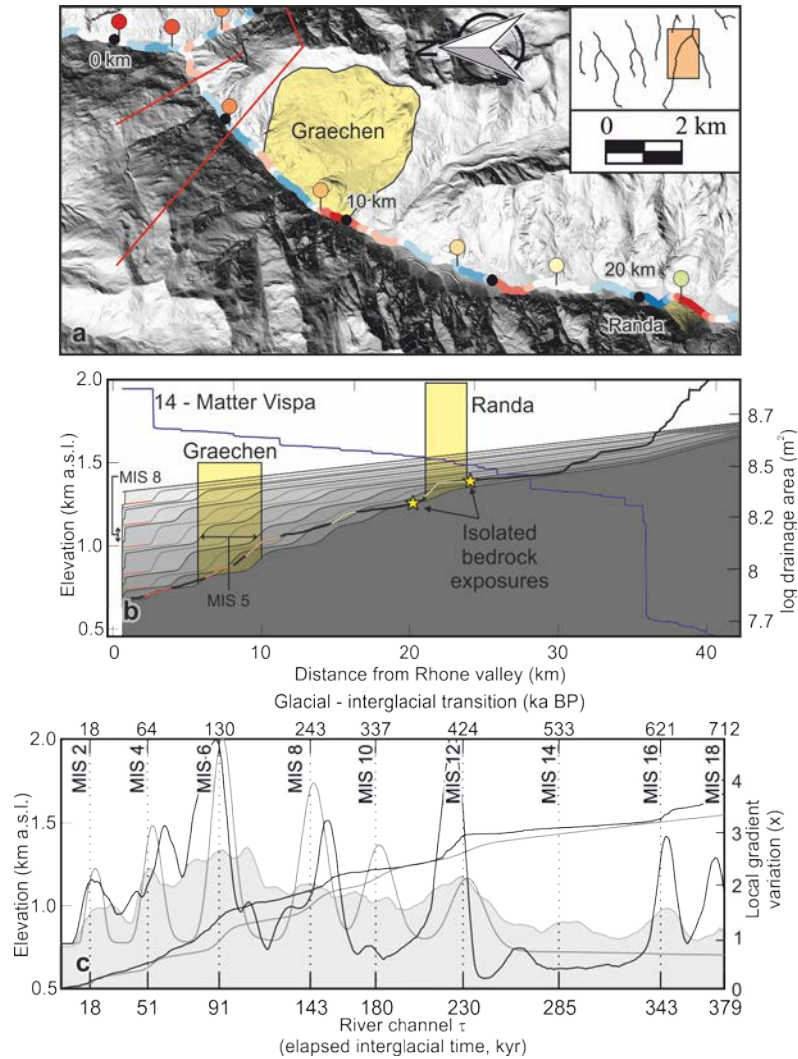 0 km
Graechen
0 2 km
10 km
20 km
Randa
a
2.0
14 - Matter Vispa
Randa
8.7
Graechen
1.5
8.4
MIS 8
8.2
1.0
Isolated
bedrock
exposures
8
MIS 5
7.7
0.5
b
Elevation (km a.s.l.)
log drainage area (m²)
0 10 20 30 40
Distance from Rhone valley (km)
Glacial - interglacial transition (ka BP)
18 64 130 243 337 424 533 621 712
2.0
MIS 2
MIS 4
MIS 6
MIS 8
MIS 10
MIS 12
MIS 14
MIS 16
MIS 18
4
1.5
3
2
1.0
1
0.5
0
c
Elevation (km a.s.l.)
Local gradient
variation (x)
18 51 91 143 180 230 285 343 379
River channel τ
(elapsed interglacial time, kyr)